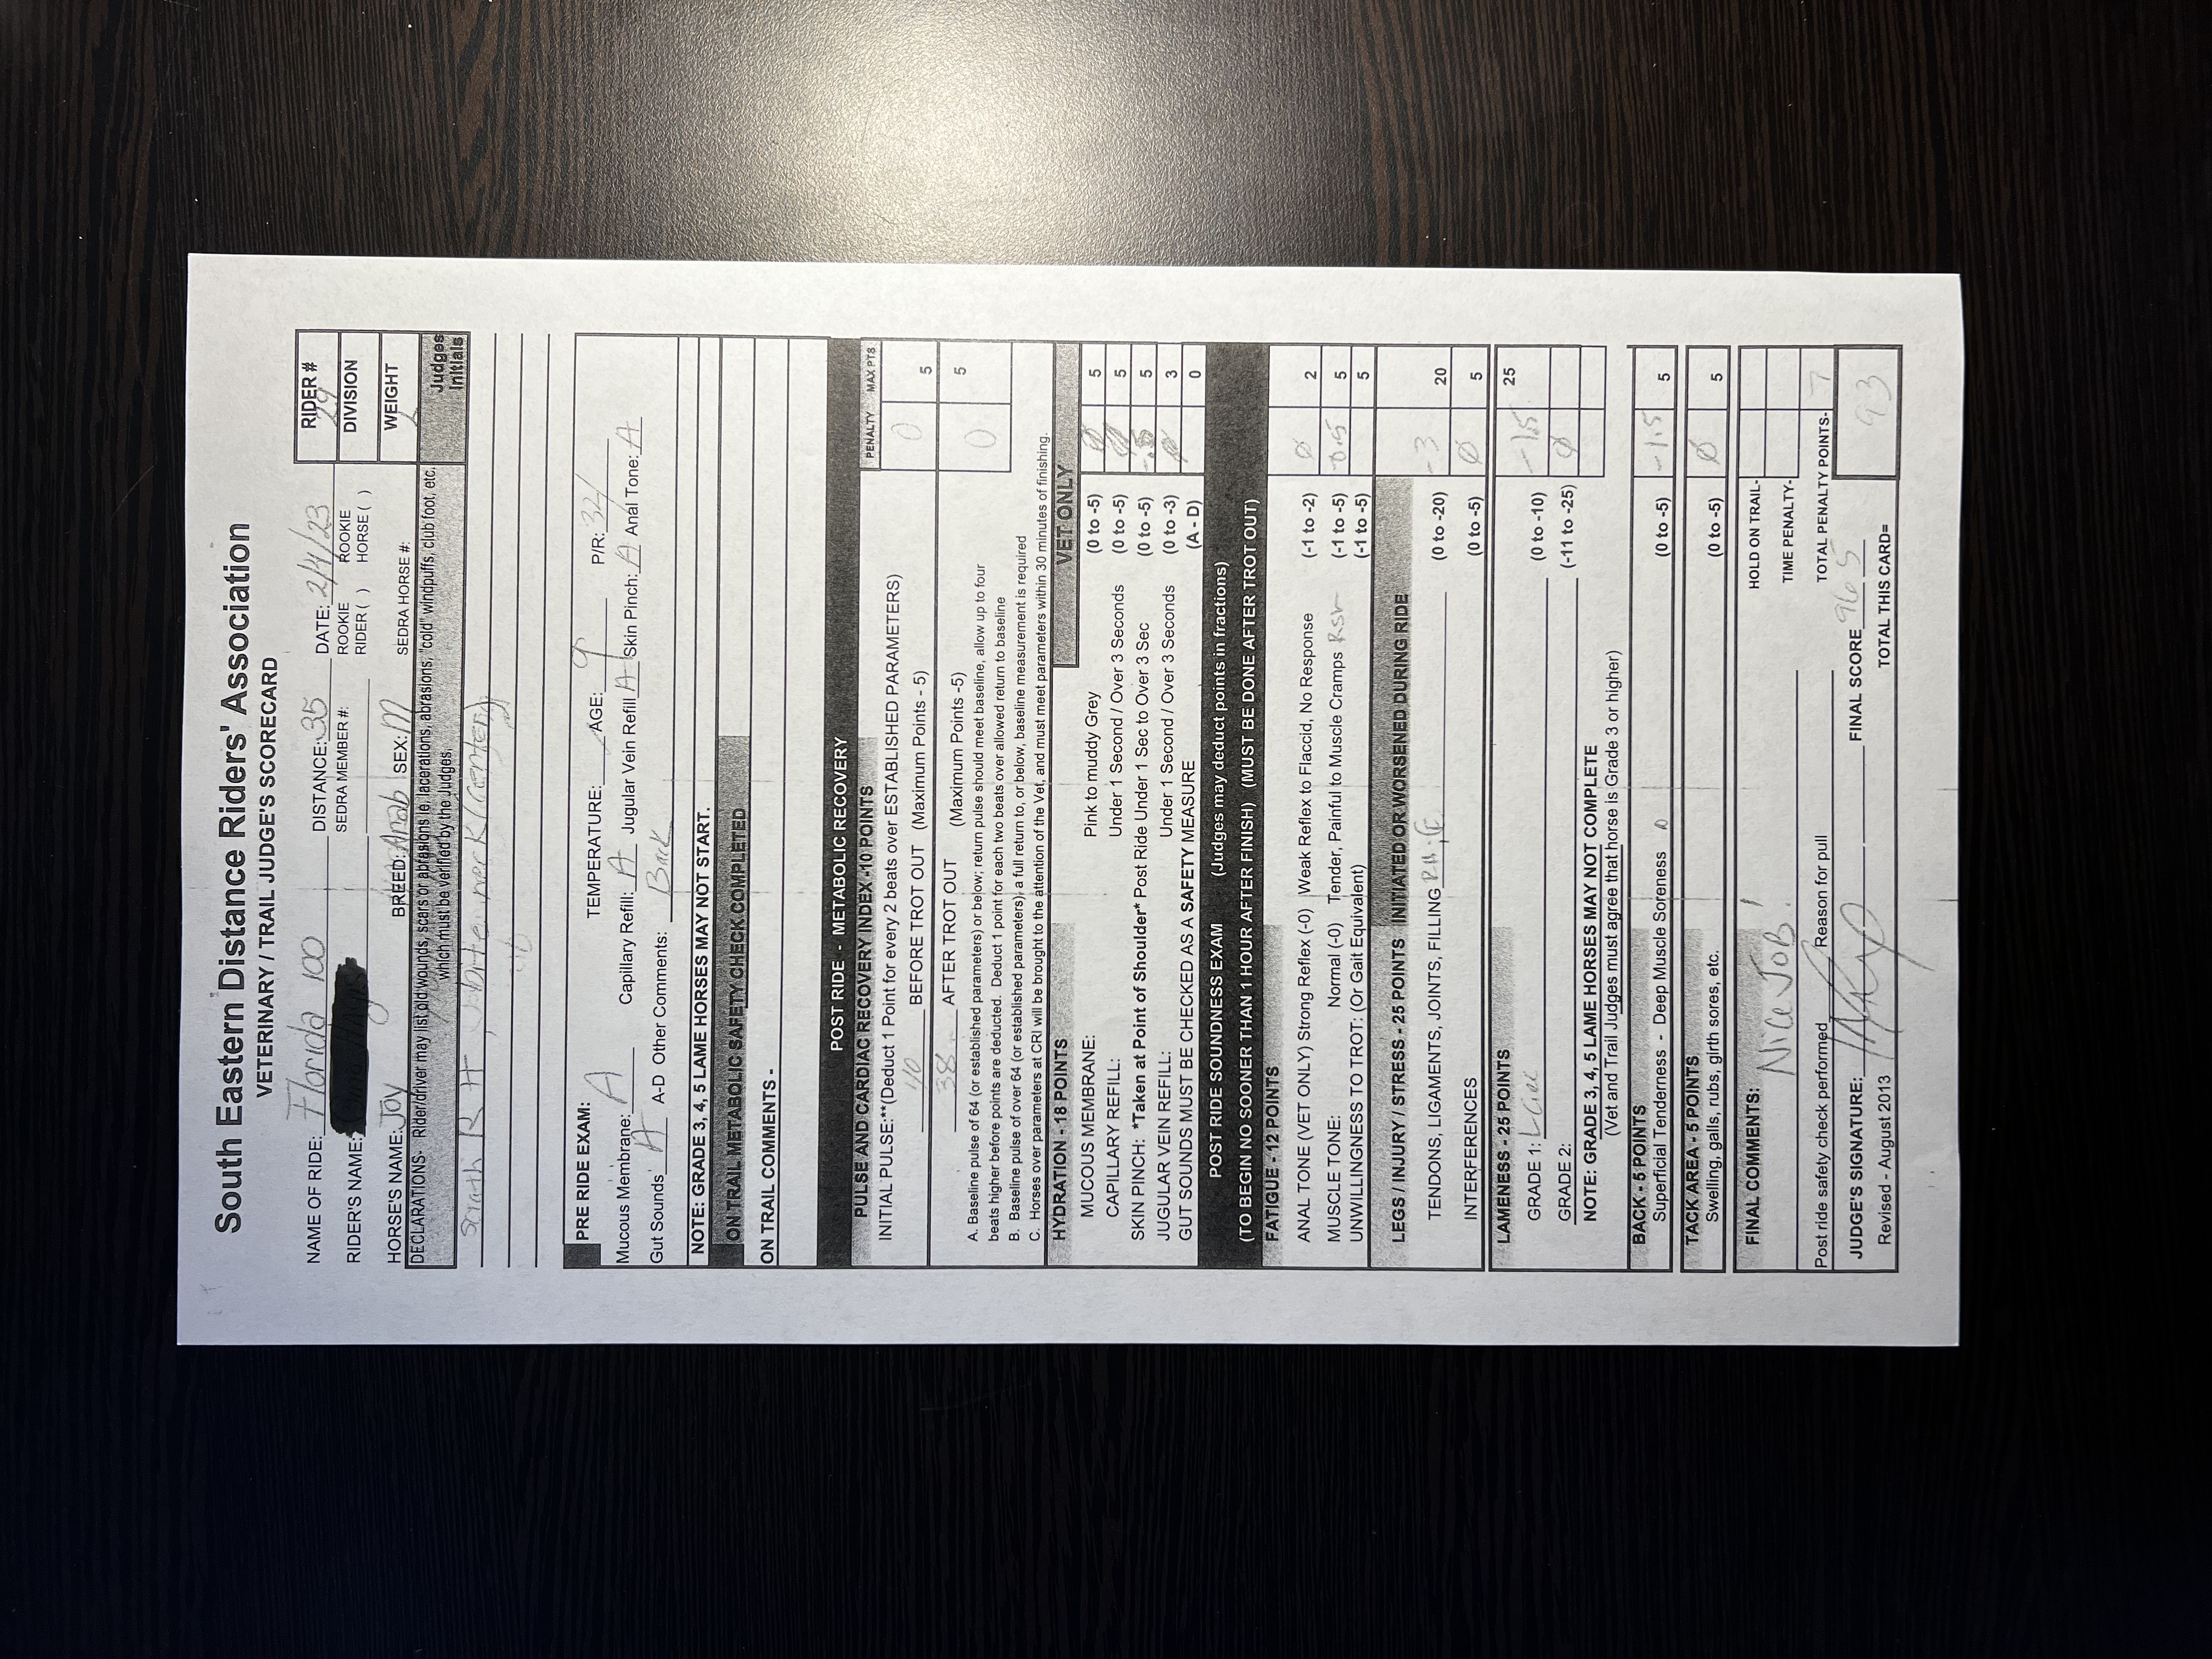 South Eastern Distance Riders' Association
VETERINARY / TRAIL JUDGE'S SCORECARD
NAME OF RIDE: Florida 100 DISTANCE: 35 DATE: 2/4/23 RIDER # 29
RIDER'S NAME: SEDRA MEMBER #: ROOKIE RIDER ( ) ROOKIE HORSE ( ) DIVISION
HORSE'S NAME: Joy BREED: Arab SEX: M SEDRA HORSE #: WEIGHT L
DECLARATIONS- Rider/driver may list old wounds, scars or abrasions ie, lacerations, abrasions, "cold" windpuffs, club foot, etc.
which must be verified by the Judges, Judges Initials
R H, bite neck (center)
PRE RIDE EXAM: TEMPERATURE: AGE: 9 P/R: 32/
Mucous Membrane: A Capillary Refill: A Jugular Vein Refill A Skin Pinch: A Anal Tone: A
Gut Sounds A A-D Other Comments: Back
NOTE: GRADE 3, 4, 5 LAME HORSES MAY NOT START.
ON TRAIL METABOLIC SAFETY CHECK COMPLETED
ON TRAIL COMMENTS -
POST RIDE - METABOLIC RECOVERY
PULSE AND CARDIAC RECOVERY INDEX -10 POINTS PENALTY MAX PTS
INITIAL PULSE:**(Deduct 1 Point for every 2 beats over ESTABLISHED PARAMETERS)
40 BEFORE TROT OUT (Maximum Points - 5) 0 5
38 AFTER TROT OUT (Maximum Points -5) 0 5
A. Baseline pulse of 64 (or established parameters) or below; return pulse should meet baseline, allow up to four
beats higher before points are deducted. Deduct 1 point for each two beats over allowed return to baseline
B. Baseline pulse of over 64 (or established parameters), a full return to, or below, baseline measurement is required
C. Horses over parameters at CRI will be brought to the attention of the Vet, and must meet parameters within 30 minutes of finishing.
HYDRATION - 18 POINTS VET ONLY
MUCOUS MEMBRANE: Pink to muddy Grey (0 to -5) 0 5
CAPILLARY REFILL: Under 1 Second / Over 3 Seconds (0 to -5) 0 5
SKIN PINCH: *Taken at Point of Shoulder* Post Ride Under 1 Sec to Over 3 Sec (0 to -5) -.5 5
JUGULAR VEIN REFILL: Under 1 Second / Over 3 Seconds (0 to -3) 0 3
GUT SOUNDS MUST BE CHECKED AS A SAFETY MEASURE (A - D) 0
POST RIDE SOUNDNESS EXAM (Judges may deduct points in fractions)
(TO BEGIN NO SOONER THAN 1 HOUR AFTER FINISH) (MUST BE DONE AFTER TROT OUT)
FATIGUE - 12 POINTS
ANAL TONE (VET ONLY) Strong Reflex (-0) Weak Reflex to Flaccid, No Response (-1 to -2) Ø 2
MUSCLE TONE: Normal (-0) Tender, Painful to Muscle Cramps (-1 to -5) -0.5 5
UNWILLINGNESS TO TROT: (Or Gait Equivalent) (-1 to -5) 5
LEGS / INJURY / STRESS - 25 POINTS INITIATED OR WORSENED DURING RIDE
TENDONS, LIGAMENTS, JOINTS, FILLING (0 to -20) -3 20
INTERFERENCES (0 to -5) Ø 5
LAMENESS - 25 POINTS 25
GRADE 1: (0 to -10) -1.5
GRADE 2: (-11 to -25) Ø
NOTE: GRADE 3, 4, 5 LAME HORSES MAY NOT COMPLETE
(Vet and Trail Judges must agree that horse is Grade 3 or higher)
BACK - 5 POINTS
Superficial Tenderness - Deep Muscle Soreness (0 to -5) -1.5 5
TACK AREA - 5 POINTS
Swelling, galls, rubs, girth sores, etc. (0 to -5) Ø 5
FINAL COMMENTS: HOLD ON TRAIL-
Nice JOB! TIME PENALTY-
Post ride safety check performed Reason for pull TOTAL PENALTY POINTS- 7
JUDGE'S SIGNATURE: FINAL SCORE 96 5
Revised - August 2013 TOTAL THIS CARD= 93